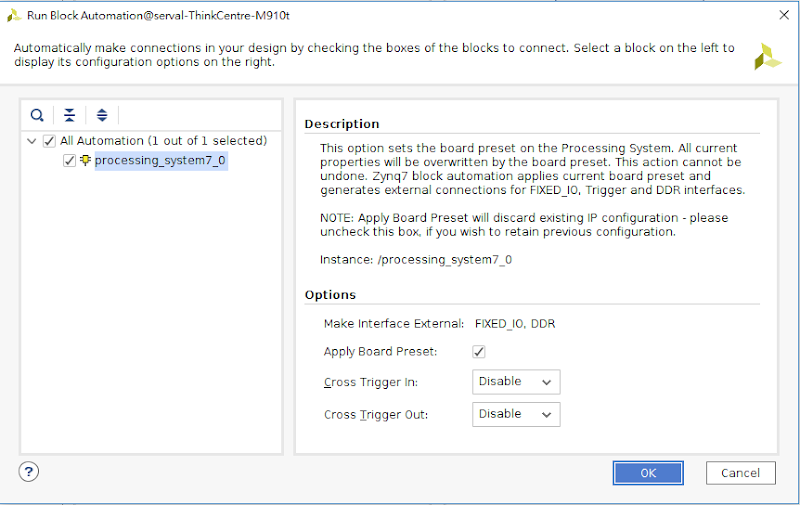 Run Block Automation@serval-ThinkCentre-M910t
Automatically make connections in your design by checking the boxes of the blocks to connect. Select a block on the left to
display its configuration options on the right.
All Automation (1 out of 1 selected)
processing_system7_0
Description
This option sets the board preset on the Processing System. All current
properties will be overwritten by the board preset. This action cannot be
undone. Zynq7 block automation applies current board preset and
generates external connections for FIXED_IO, Trigger and DDR interfaces.
NOTE: Apply Board Preset will discard existing IP configuration - please
uncheck this box, if you wish to retain previous configuration.
Instance: /processing_system7_0
Options
Make Interface External: FIXED_IO, DDR
Apply Board Preset:
Cross Trigger In: Disable
Cross Trigger Out: Disable
? OK Cancel